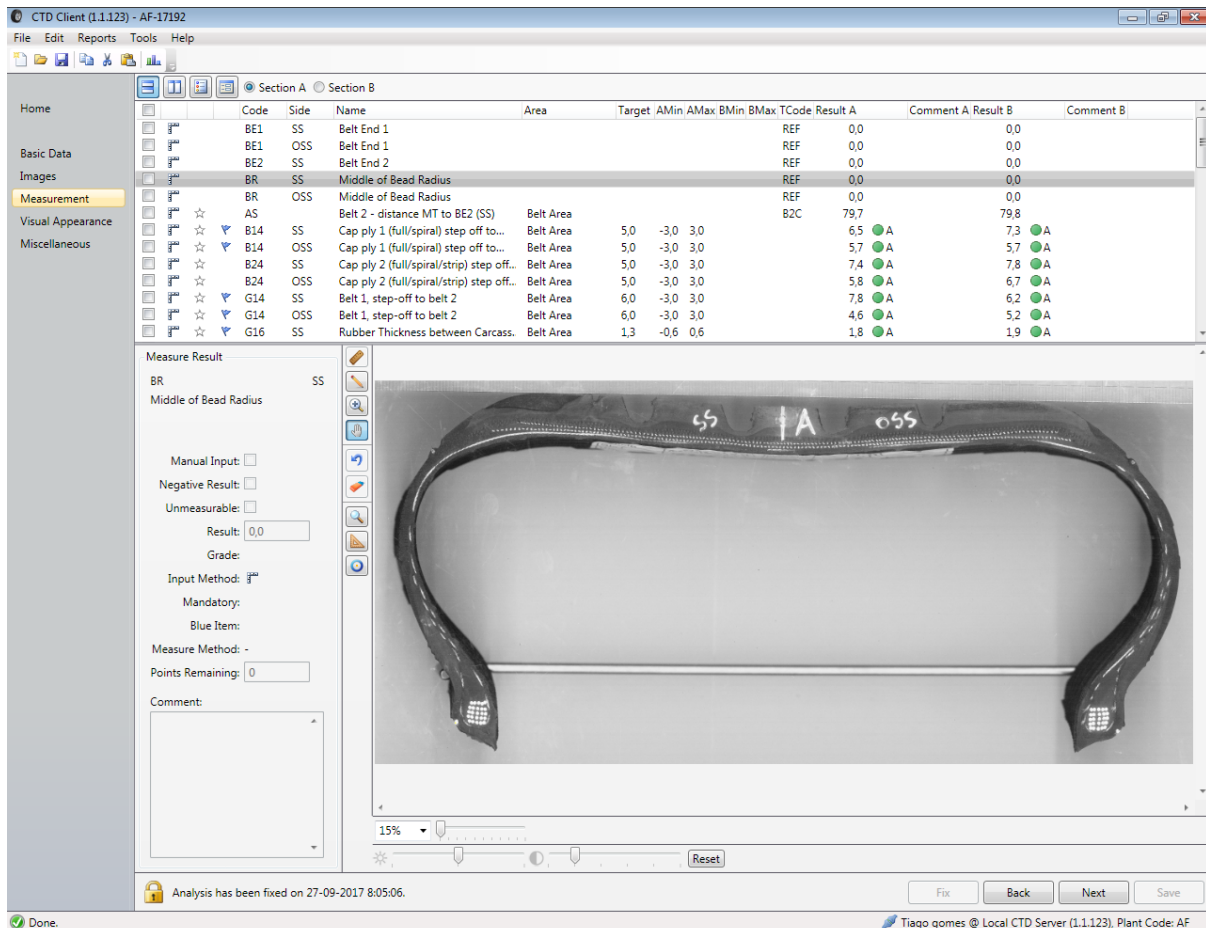 CTD Client (1.1.123) - AF-17192
File Edit Reports Tools Help
Section A Section B
Home
Basic Data
Images
Measurement
Visual Appearance
Miscellaneous
Code Side Name Area Target AMin AMax BMin BMax TCode Result A Comment A Result B Comment B
BE1 SS Belt End 1 REF 0,0 0,0
BE1 OSS Belt End 1 REF 0,0 0,0
BE2 SS Belt End 2 REF 0,0 0,0
BR SS Middle of Bead Radius REF 0,0 0,0
BR OSS Middle of Bead Radius REF 0,0 0,0
AS Belt 2 - distance MT to BE2 (SS) Belt Area B2C 79,7 79,8
B14 SS Cap ply 1 (full/spiral) step off to... Belt Area 5,0 -3,0 3,0 6,5 A 7,3 A
B14 OSS Cap ply 1 (full/spiral) step off to... Belt Area 5,0 -3,0 3,0 5,7 A 5,7 A
B24 SS Cap ply 2 (full/spiral/strip) step off... Belt Area 5,0 -3,0 3,0 7,4 A 7,8 A
B24 OSS Cap ply 2 (full/spiral/strip) step off... Belt Area 5,0 -3,0 3,0 5,8 A 6,7 A
G14 SS Belt 1, step-off to belt 2 Belt Area 6,0 -3,0 3,0 7,8 A 6,2 A
G14 OSS Belt 1, step-off to belt 2 Belt Area 6,0 -3,0 3,0 4,6 A 5,2 A
G16 SS Rubber Thickness between Carcass. Belt Area 1,3 -0,6 0,6 1,8 A 1,9 A
Measure Result
BR SS
Middle of Bead Radius
Manual Input:
Negative Result:
Unmeasurable:
Result: 0,0
Grade:
Input Method:
Mandatory:
Blue Item:
Measure Method: -
Points Remaining: 0
Comment:
SS A OSS
15%
Reset
Analysis has been fixed on 27-09-2017 8:05:06.
Fix Back Next Save
Done.
Tiago gomes @ Local CTD Server (1.1.123), Plant Code: AF